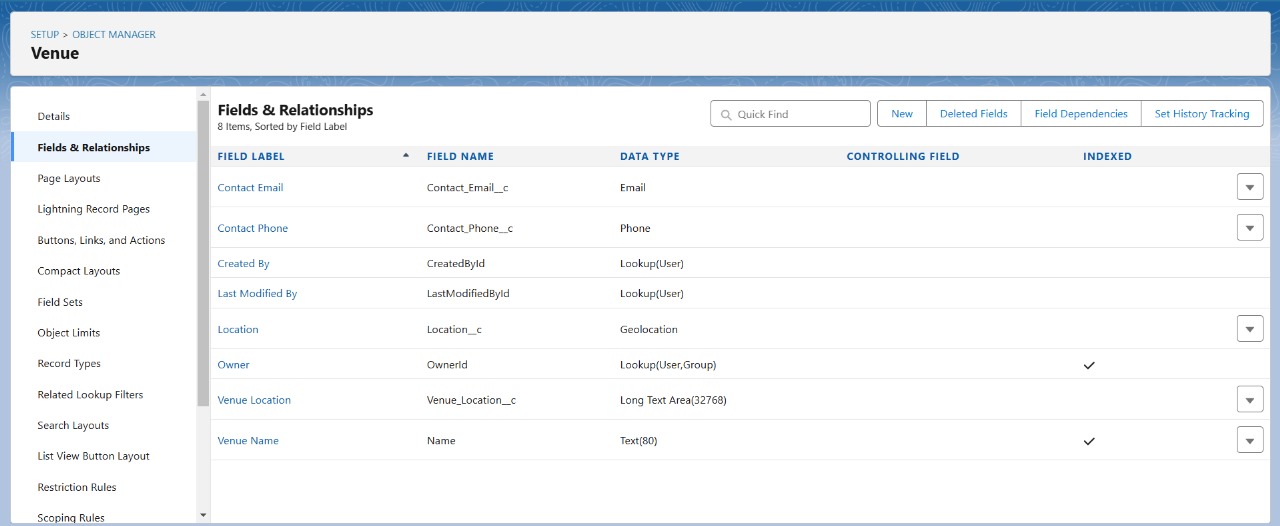 SETUP > OBJECT MANAGER
Venue
Details
Fields & Relationships
Page Layouts
Lightning Record Pages
Buttons, Links, and Actions
Compact Layouts
Field Sets
Object Limits
Record Types
Related Lookup Filters
Search Layouts
List View Button Layout
Restriction Rules
Scoping Rules
Fields & Relationships
8 Items, Sorted by Field Label
Quick Find
New Deleted Fields Field Dependencies Set History Tracking
FIELD LABEL FIELD NAME DATA TYPE CONTROLLING FIELD INDEXED
Contact Email Contact_Email__c Email
Contact Phone Contact_Phone__c Phone
Created By CreatedById Lookup(User)
Last Modified By LastModifiedById Lookup(User)
Location Location__c Geolocation
Owner OwnerId Lookup(User,Group)
Venue Location Venue_Location__c Long Text Area(32768)
Venue Name Name Text(80)